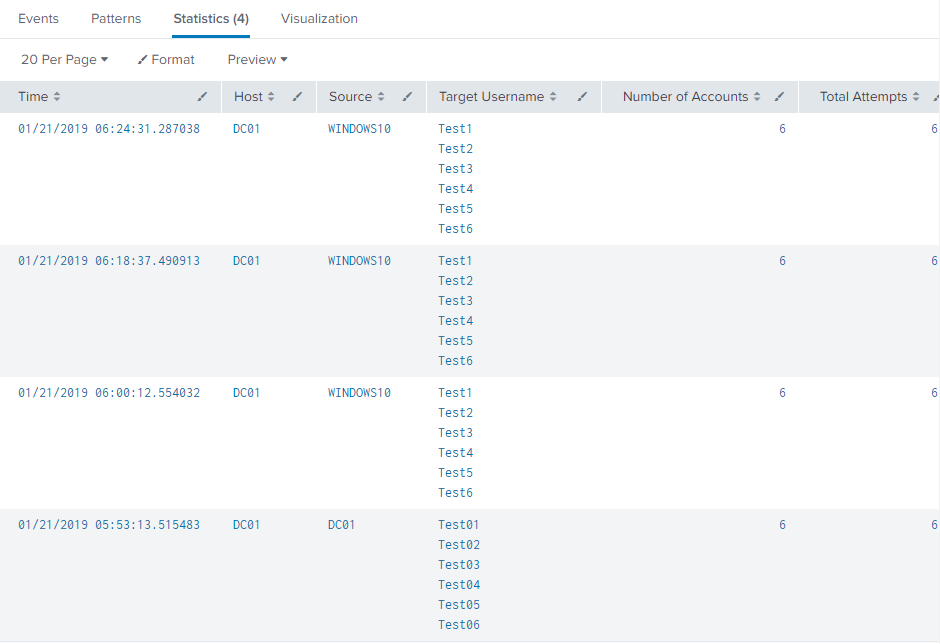 Events Patterns Statistics (4) Visualization
20 Per Page Format Preview
Time Host Source Target Username Number of Accounts Total Attempts
01/21/2019 06:24:31.287038 DC01 WINDOWS10 Test1 6 6
Test2
Test3
Test4
Test5
Test6
01/21/2019 06:18:37.490913 DC01 WINDOWS10 Test1 6 6
Test2
Test3
Test4
Test5
Test6
01/21/2019 06:00:12.554032 DC01 WINDOWS10 Test1 6 6
Test2
Test3
Test4
Test5
Test6
01/21/2019 05:53:13.515483 DC01 DC01 Test01 6 6
Test02
Test03
Test04
Test05
Test06